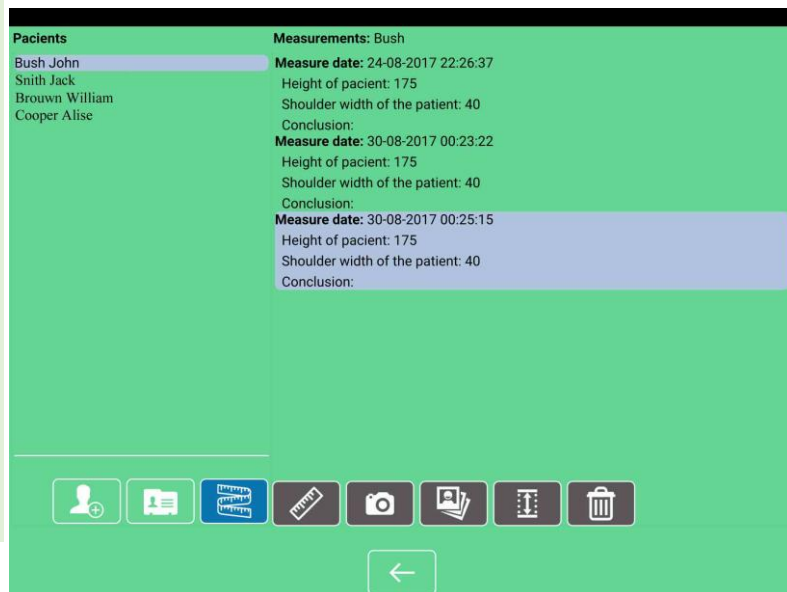 Pacients
Bush John
Snith Jack
Brouwn William
Cooper Alise
Measurements: Bush
Measure date: 24-08-2017 22:26:37
Height of pacient: 175
Shoulder width of the patient: 40
Conclusion:
Measure date: 30-08-2017 00:23:22
Height of pacient: 175
Shoulder width of the patient: 40
Conclusion:
Measure date: 30-08-2017 00:25:15
Height of pacient: 175
Shoulder width of the patient: 40
Conclusion: